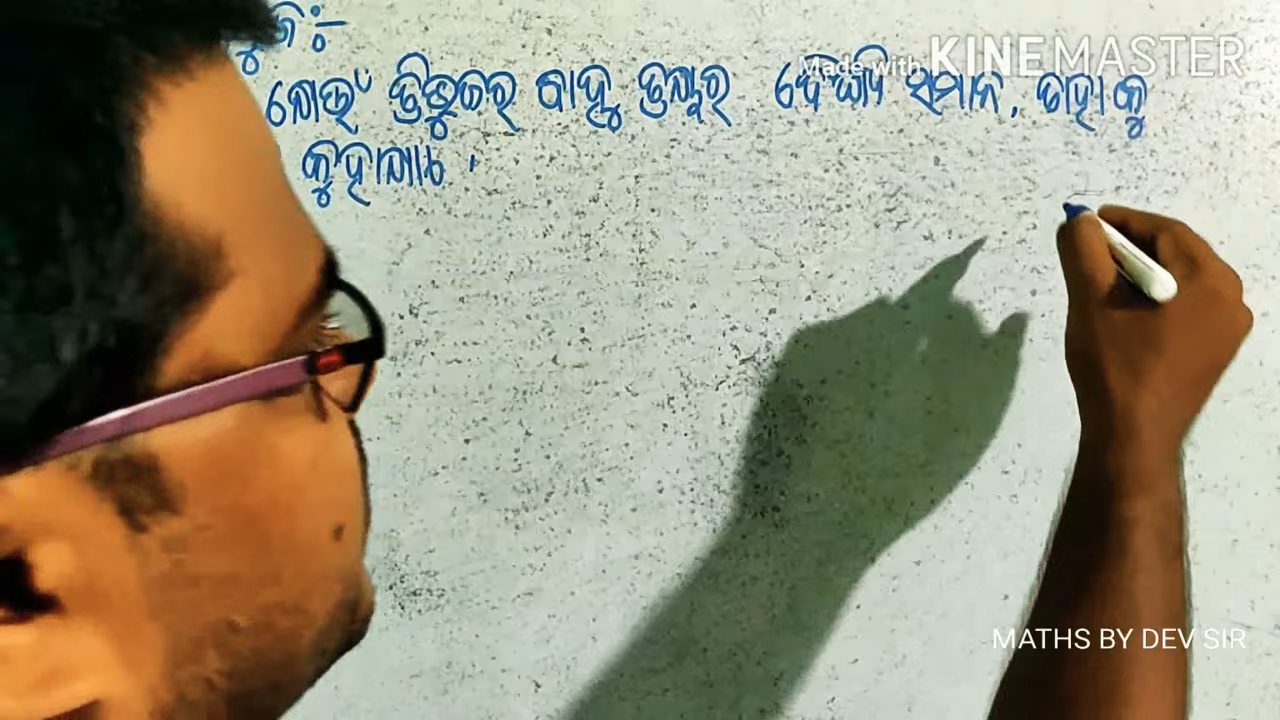 Made with KINEMASTER
ଯେଉଁ ତ୍ରିଭୁଜର ବାହୁ ତ୍ରୟର ଦୈର୍ଘ୍ୟ ସମାନ, ତାହାକୁ
କୁହାଯାଏ ।
MATHS BY DEV SIR